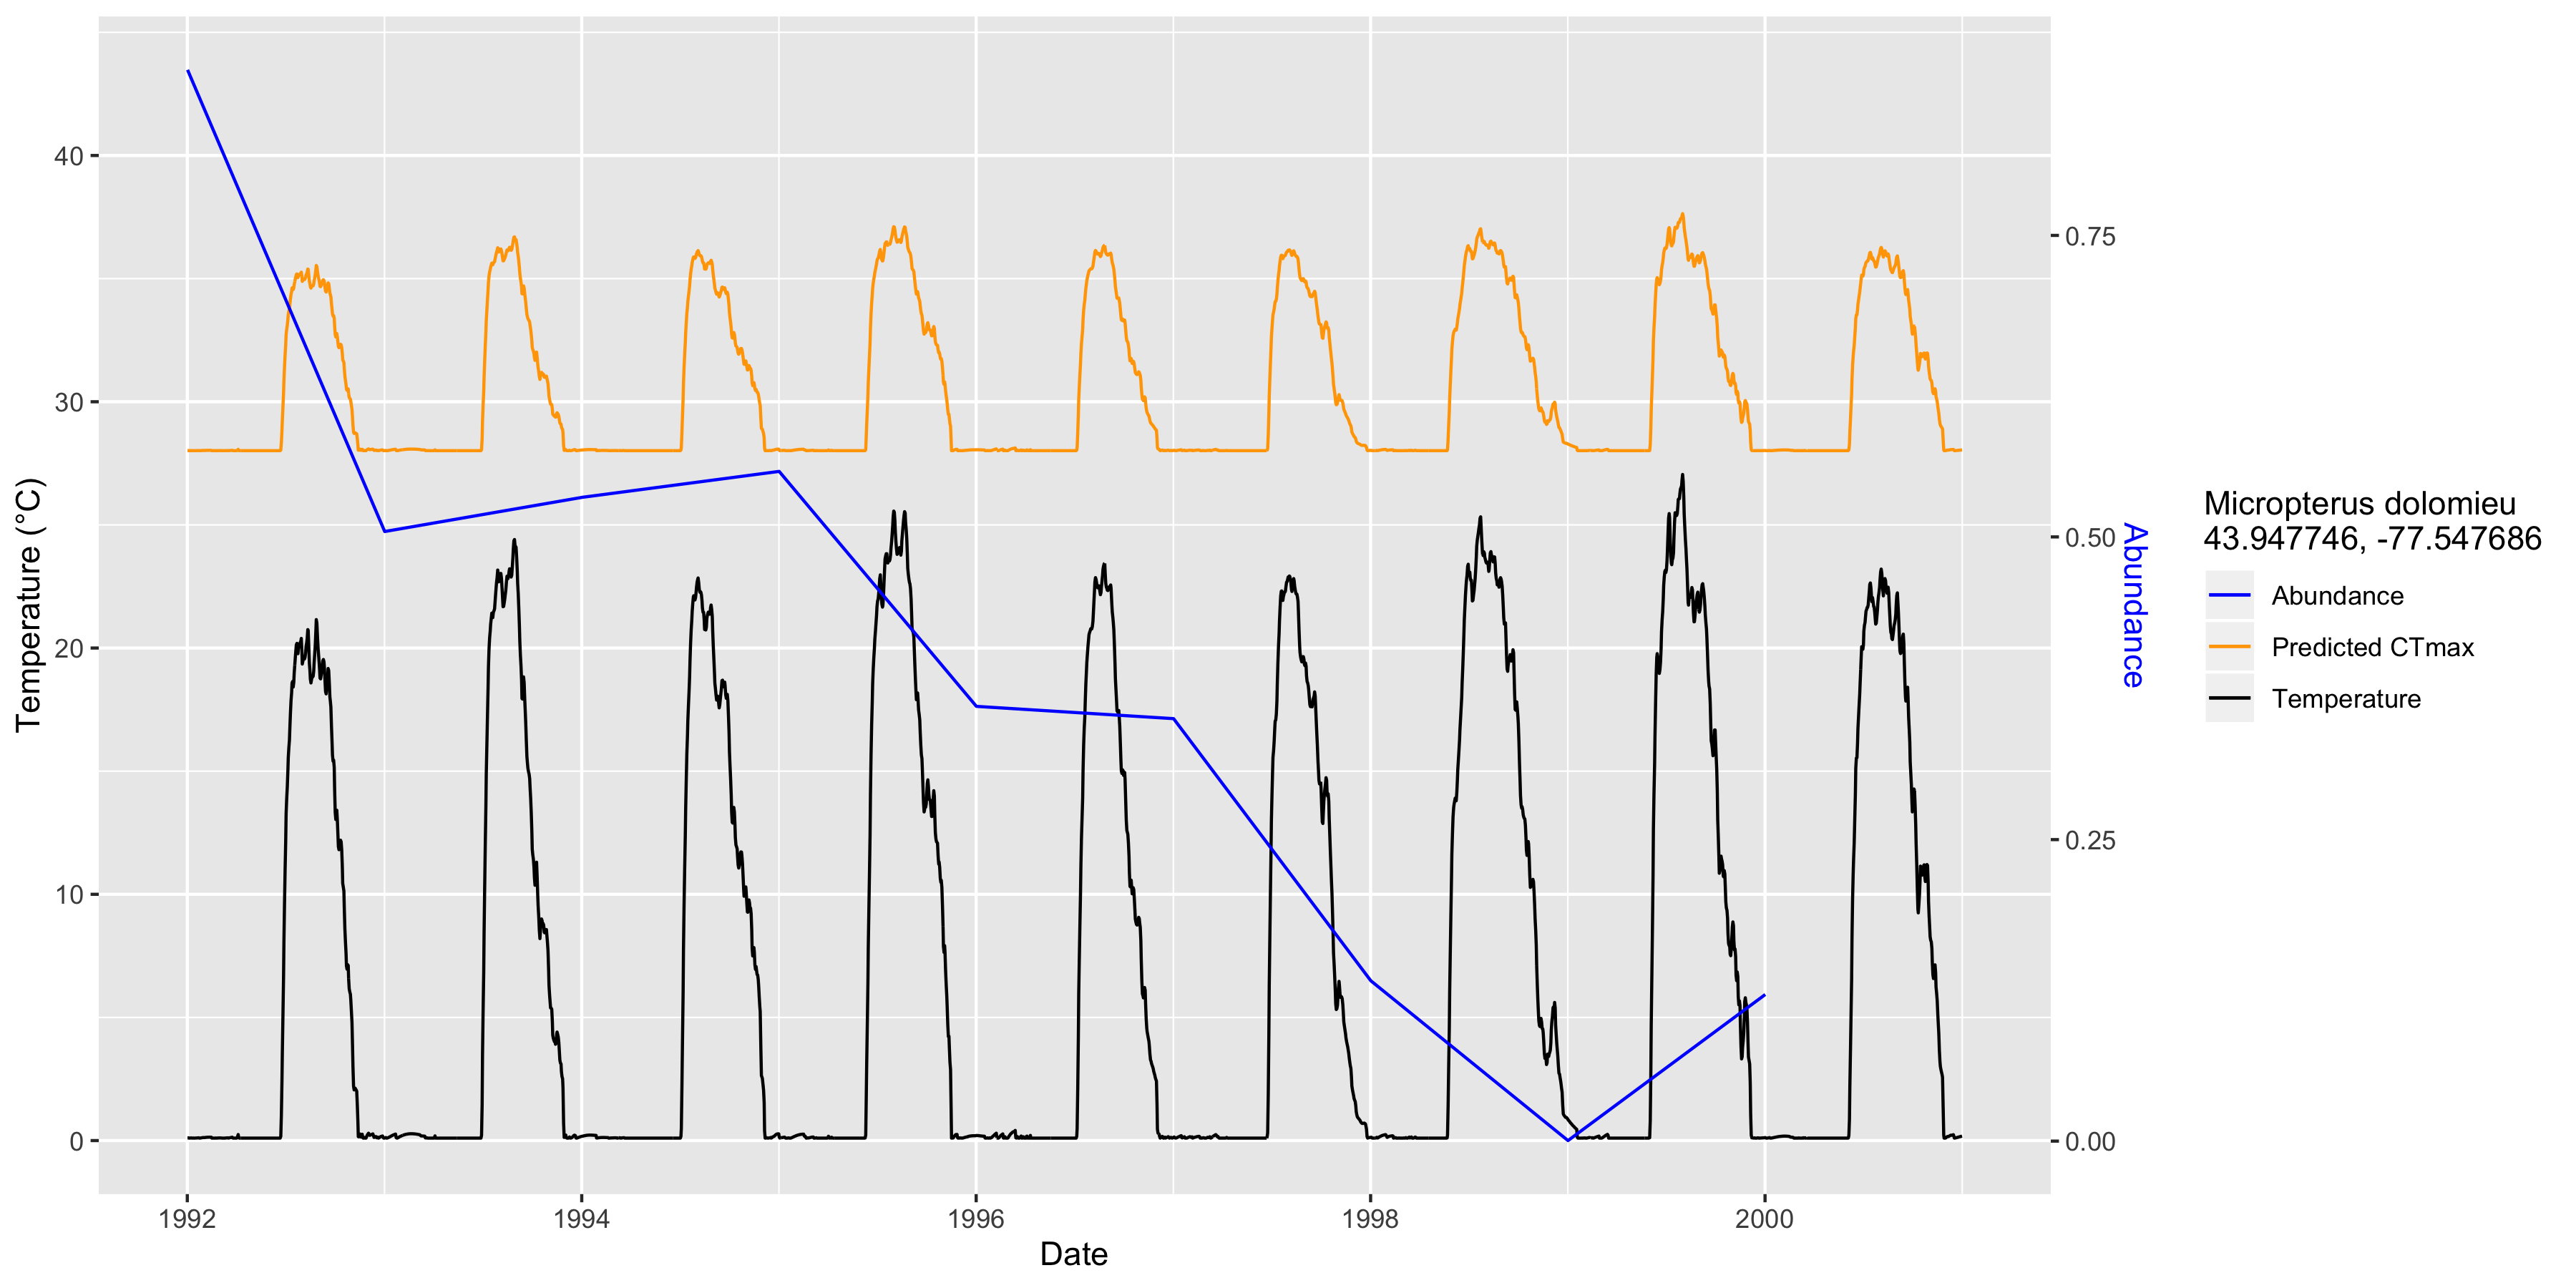 Temperature (°C)
40
30
20
10
0
1992
1994
1996
1998
2000
Date
0.75
0.50
0.25
0.00
Abundance
Micropterus dolomieu
43.947746, -77.547686
Abundance
Predicted CTmax
Temperature